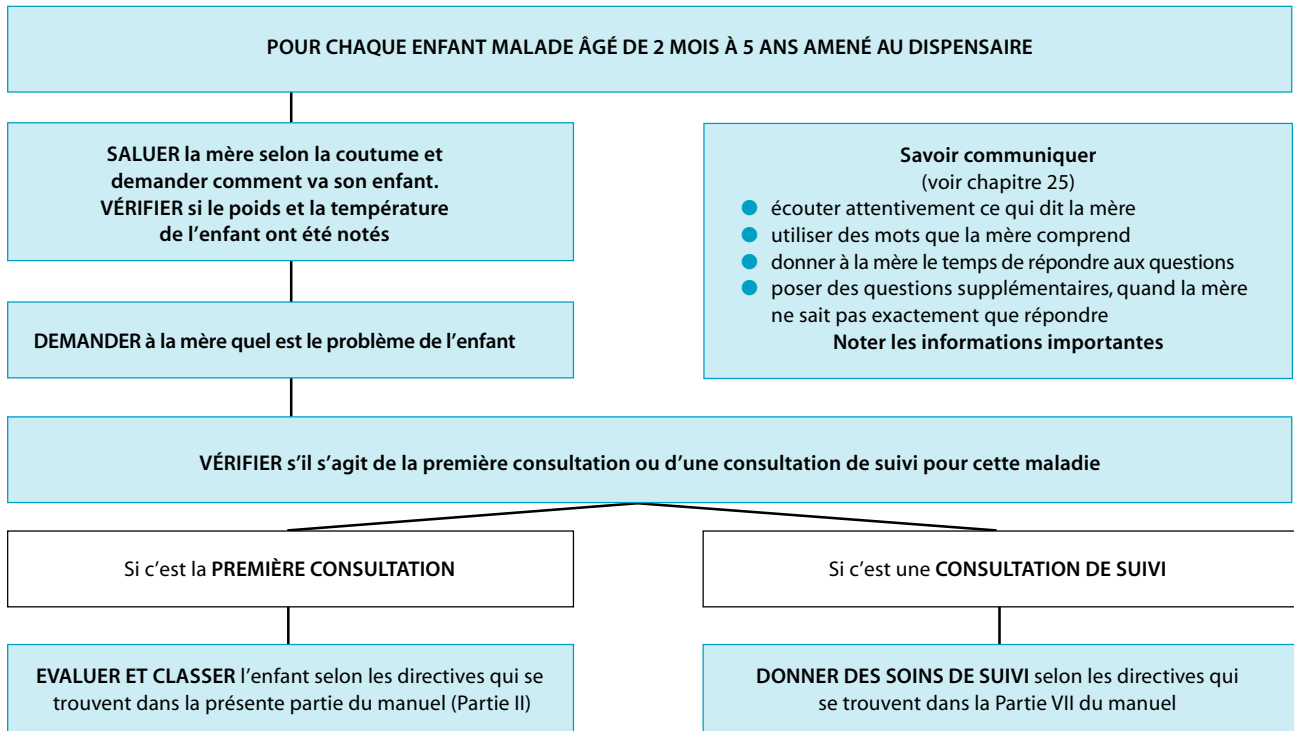 POUR CHAQUE ENFANT MALADE ÂGÉ DE 2 MOIS À 5 ANS AMENÉ AU DISPENSAIRE
SALUER la mère selon la coutume et
demander comment va son enfant.
VÉRIFIER si le poids et la température
de l'enfant ont été notés
DEMANDER à la mère quel est le problème de l'enfant
Savoir communiquer
(voir chapitre 25)
● écouter attentivement ce qui dit la mère
● utiliser des mots que la mère comprend
● donner à la mère le temps de répondre aux questions
● poser des questions supplémentaires, quand la mère
ne sait pas exactement que répondre
Noter les informations importantes
VÉRIFIER s'il s'agit de la première consultation ou d'une consultation de suivi pour cette maladie
Si c'est la PREMIÈRE CONSULTATION
Si c'est une CONSULTATION DE SUIVI
EVALUER ET CLASSER l'enfant selon les directives qui se
trouvent dans la présente partie du manuel (Partie II)
DONNER DES SOINS DE SUIVI selon les directives qui
se trouvent dans la Partie VII du manuel